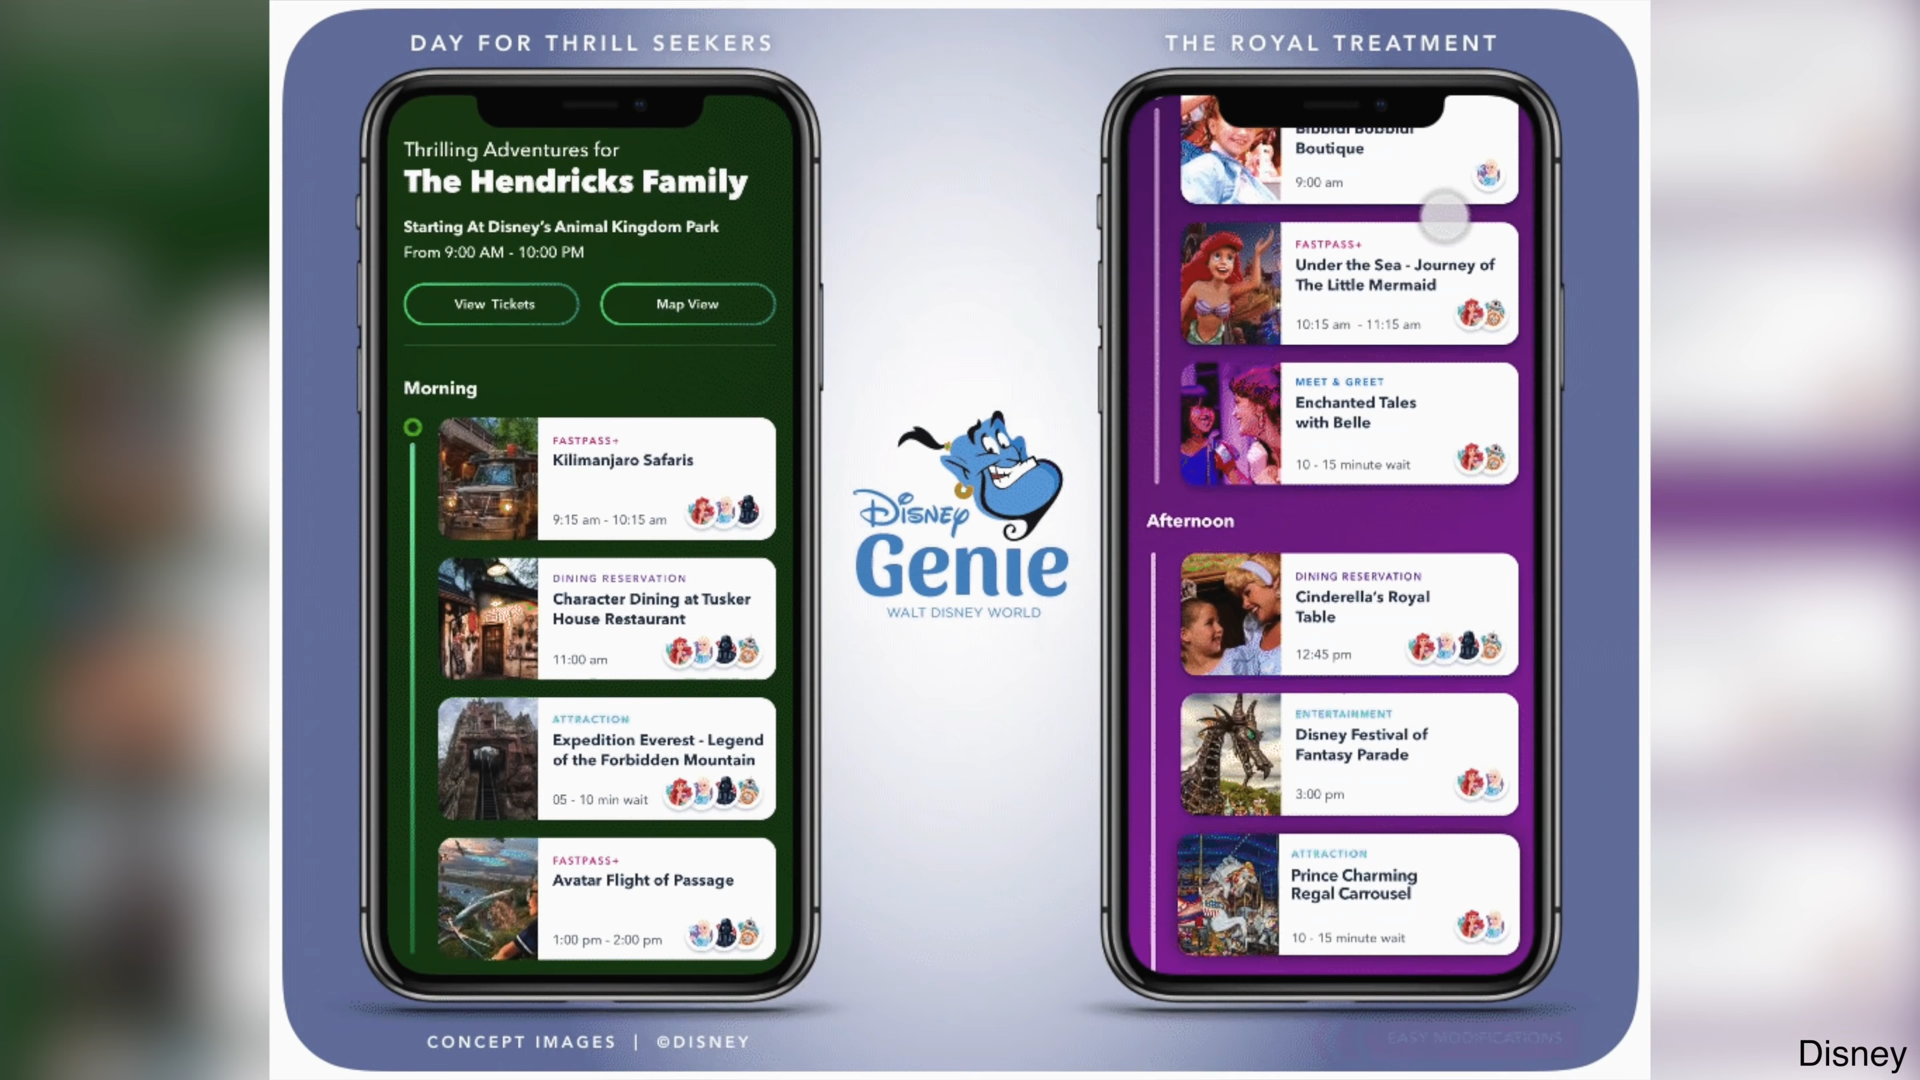 DAY FOR THRILL SEEKERS
Thrilling Adventures for
The Hendricks Family
Starting At Disney's Animal Kingdom Park
From 9:00 AM - 10:00 PM
View Tickets
Map View
Morning
FASTPASS+
Kilimanjaro Safaris
9:15 am - 10:15 am
DINING RESERVATION
Character Dining at Tusker
House Restaurant
11:00 am
ATTRACTION
Expedition Everest - Legend
of the Forbidden Mountain
05 - 10 min wait
FASTPASS+
Avatar Flight of Passage
1:00 pm - 2:00 pm
CONCEPT IMAGES | ©DISNEY
Disney
Genie
WALT DISNEY WORLD
THE ROYAL TREATMENT
Bibbidi Bobbidi
Boutique
9:00 am
FASTPASS+
Under the Sea - Journey of
The Little Mermaid
10:15 am - 11:15 am
MEET & GREET
Enchanted Tales
with Belle
10 - 15 minute wait
Afternoon
DINING RESERVATION
Cinderella's Royal
Table
12:45 pm
ENTERTAINMENT
Disney Festival of
Fantasy Parade
3:00 pm
ATTRACTION
Prince Charming
Regal Carrousel
10 - 15 minute wait
EASY MODIFICATIONS
Disney